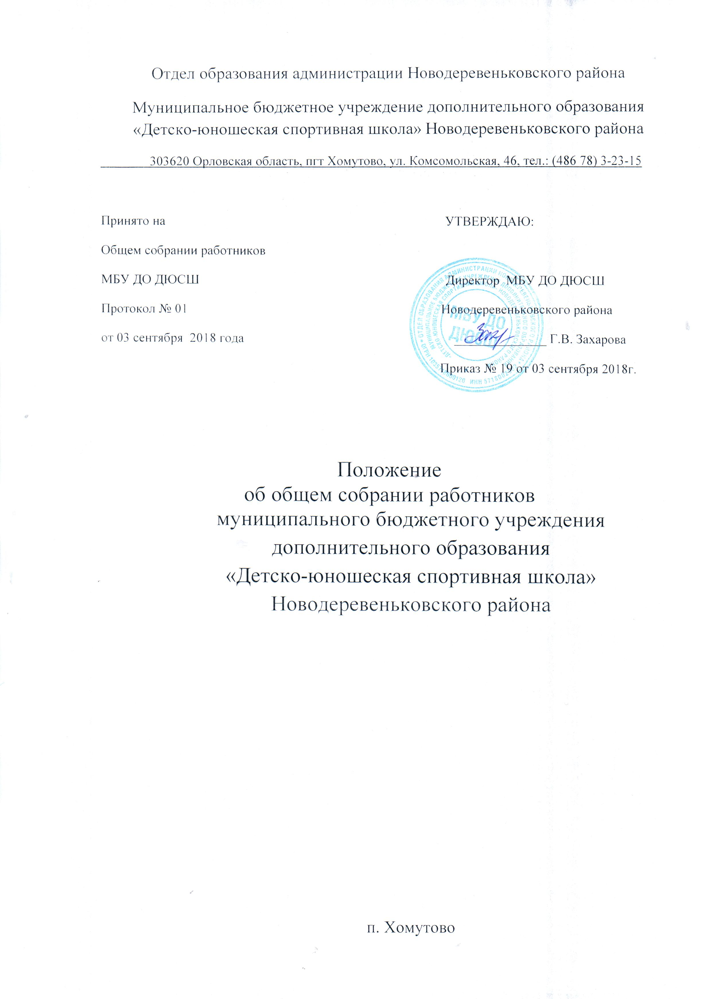 Отдел образования администрации Новодеревеньковского района
Муниципальное бюджетное учреждение дополнительного образования
«Детско-юношеская спортивная школа» Новодеревеньковского района
303620 Орловская область, пгт Хомутово, ул. Комсомольская, 46, тел.: (486 78) 3-23-15
Принято на
Общем собрании работников
МБУ ДО ДЮСШ
Протокол № 01
от 03 сентября 2018 года
УТВЕРЖДАЮ:
Директор МБУ ДО ДЮСШ
Новодеревеньковского района
Г.В. Захарова
Приказ № 19 от 03 сентября 2018г.
МБУ ДО
ДЮСШ
Положение
об общем собрании работников
муниципального бюджетного учреждения
дополнительного образования
«Детско-юношеская спортивная школа»
Новодеревеньковского района
п. Хомутово